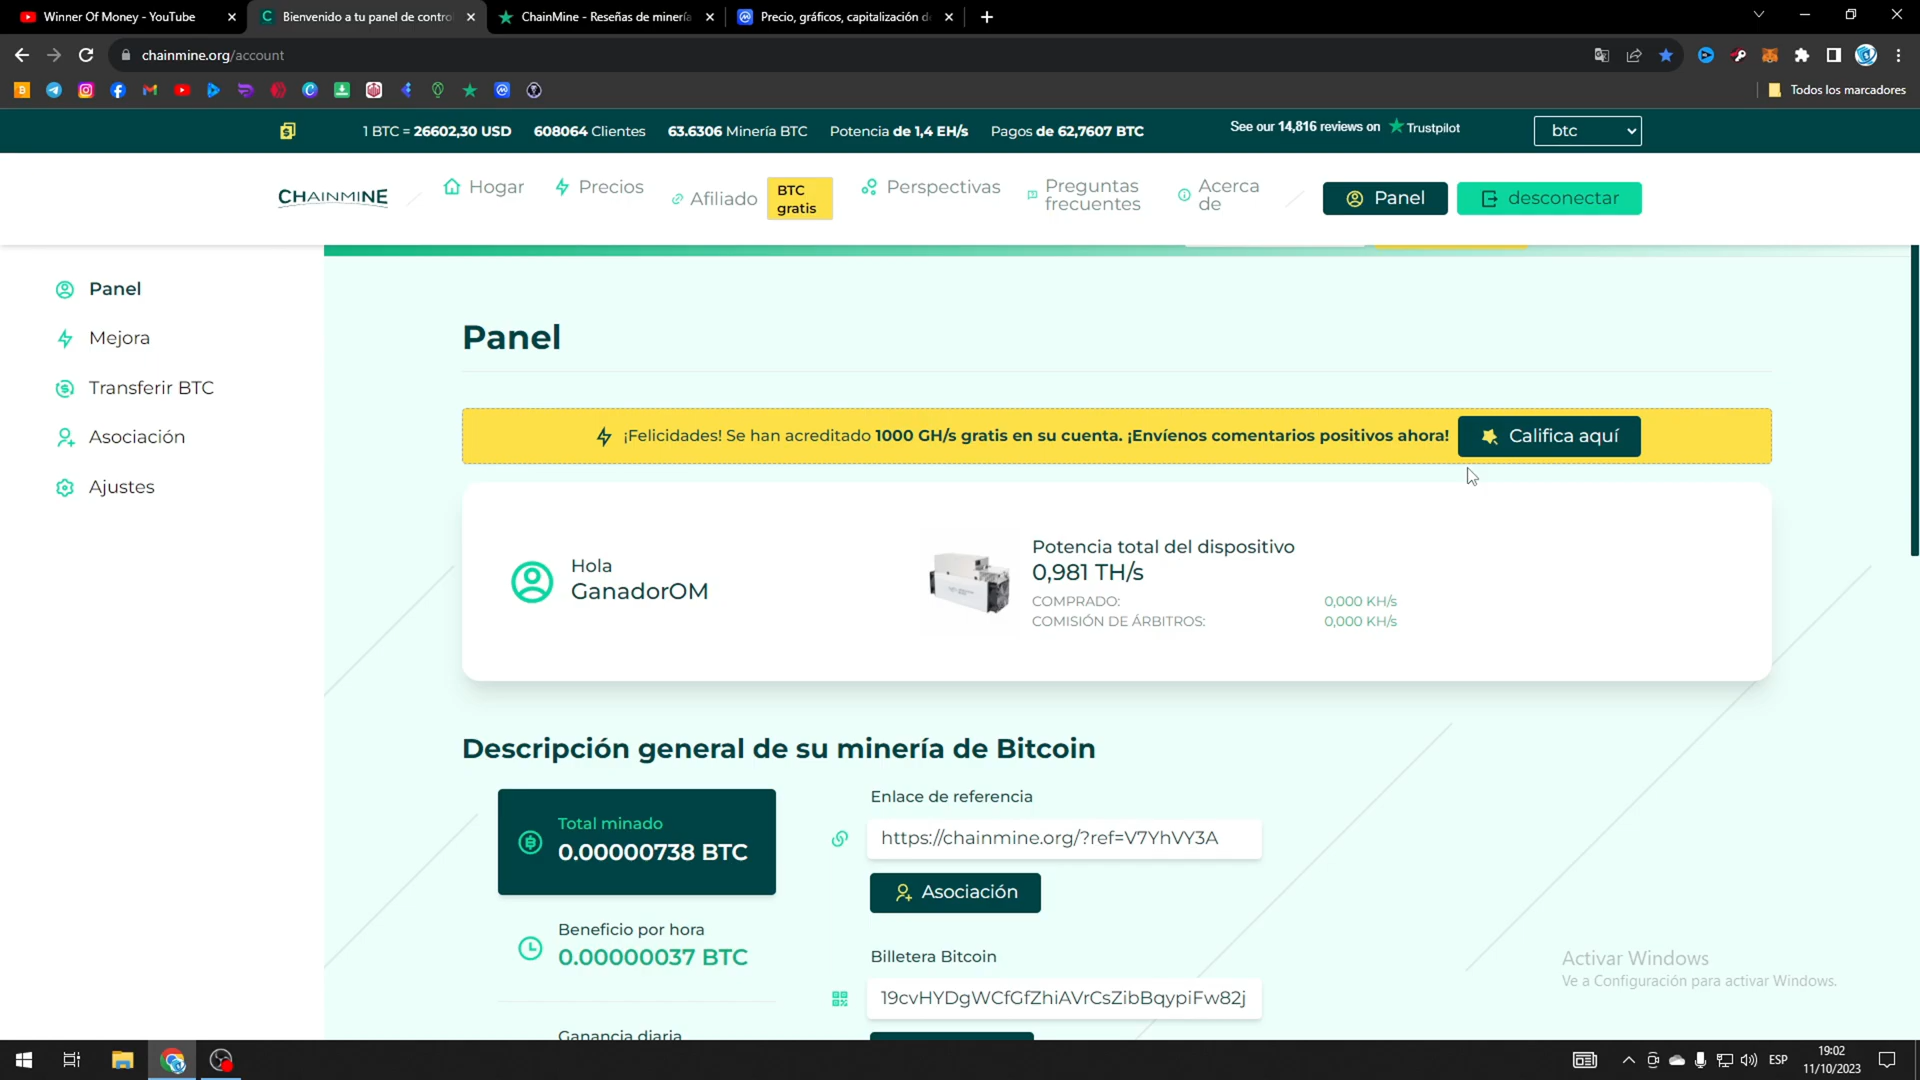 Winner Of Money - YouTube
Bienvenido a tu panel de contro
ChainMine - Reseñas de minería
Precio, gráficos, capitalización d
chainmine.org/account
Todos los marcadores
1 BTC = 26602,30 USD
608064 Clientes
63.6306 Minería BTC
Potencia de 1,4 EH/s
Pagos de 62,7607 BTC
See our 14,816 reviews on Trustpilot
btc
CHAINMINE
Hogar
Precios
Afiliado
BTC
gratis
Perspectivas
Preguntas
frecuentes
Acerca
de
Panel
desconectar
Panel
Mejora
Transferir BTC
Asociación
Ajustes
Panel
¡Felicidades! Se han acreditado 1000 GH/s gratis en su cuenta. ¡Envíenos comentarios positivos ahora!
Califica aquí
Hola
GanadorOM
Potencia total del dispositivo
0,981 TH/s
COMPRADO: 0,000 KH/s
COMISIÓN DE ÁRBITROS: 0,000 KH/s
Descripción general de su minería de Bitcoin
Total minado
0.00000738 BTC
Beneficio por hora
0.00000037 BTC
Ganancia diaria
Enlace de referencia
https://chainmine.org/?ref=V7YhVY3A
Asociación
Billetera Bitcoin
19cvHYDgWCfGfZhiAVrCsZibBqypiFw82j
Activar Windows
Ve a Configuración para activar Windows.
ESP
19:02
11/10/2023